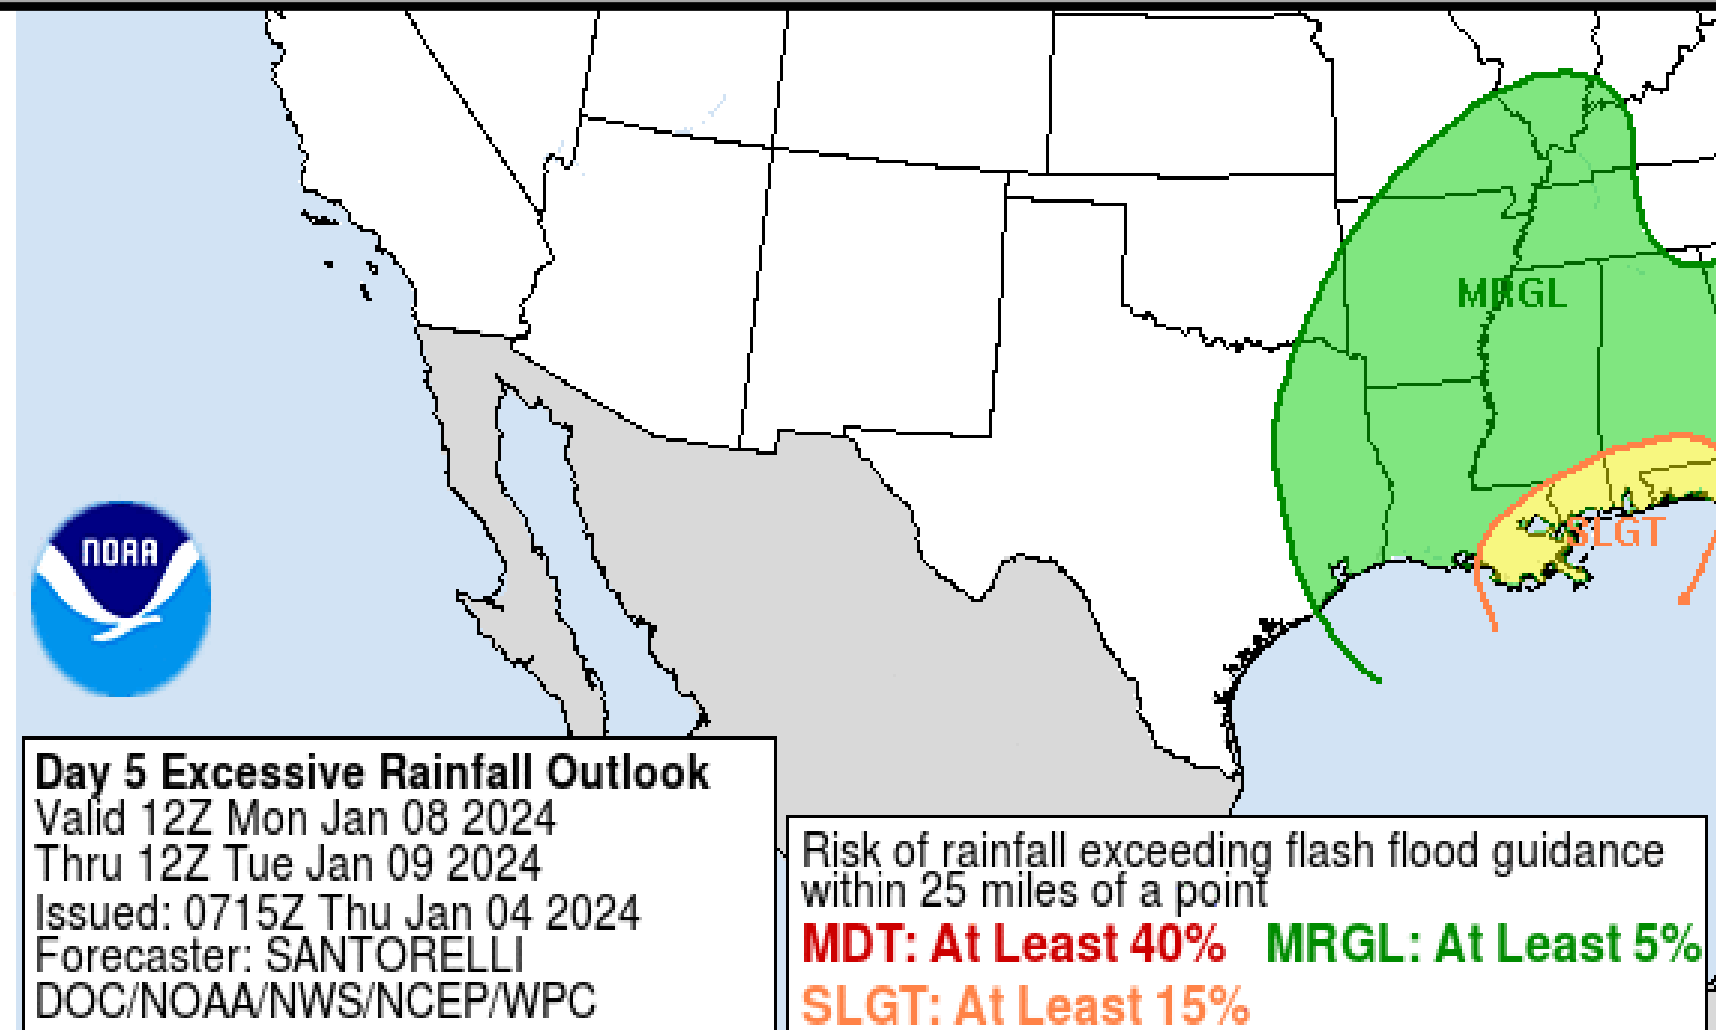 MRGL
SLGT
NOAA
Day 5 Excessive Rainfall Outlook
Valid 12Z Mon Jan 08 2024
Thru 12Z Tue Jan 09 2024
Issued: 0715Z Thu Jan 04 2024
Forecaster: SANTORELLI
DOC/NOAA/NWS/NCEP/WPC
Risk of rainfall exceeding flash flood guidance
within 25 miles of a point
MDT: At Least 40% MRGL: At Least 5%
SLGT: At Least 15%